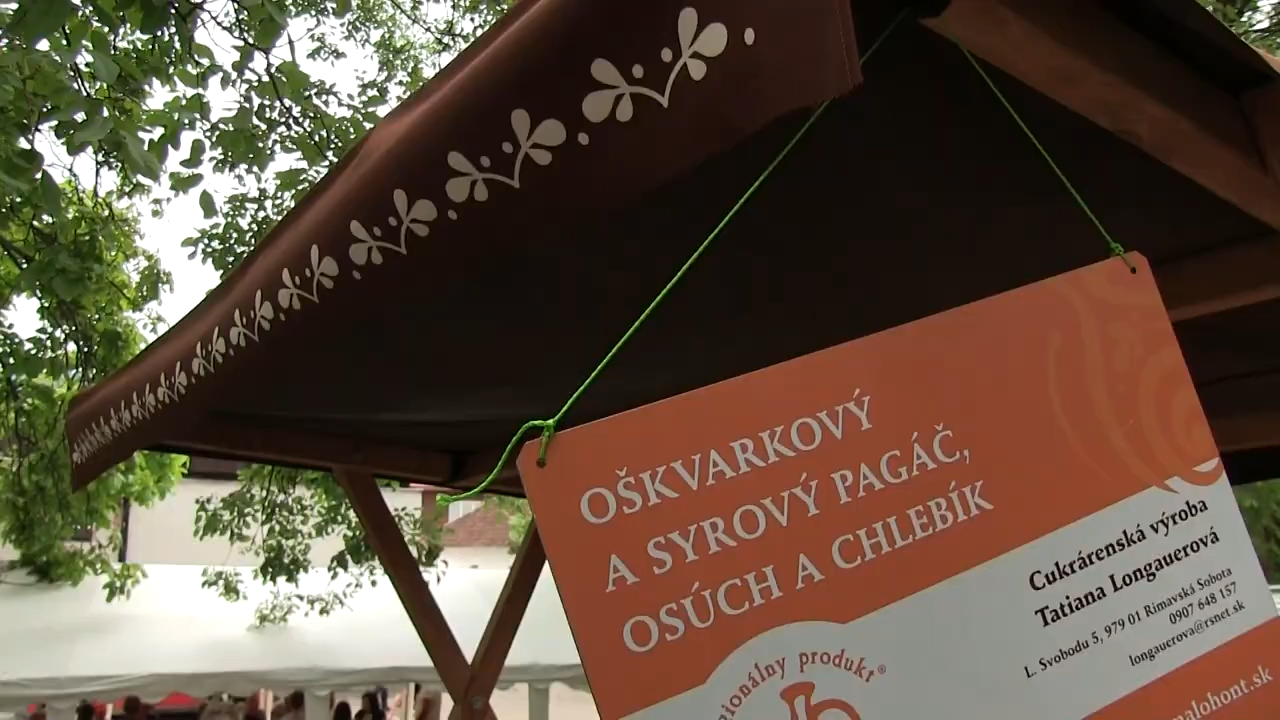 OŠKVARKOVÝ
A SYROVÝ PAGÁČ,
OSÚCH A CHLEBÍK
Cukrárenská výroba
Tatiana Longauerová
L. Svobodu 5, 979 01 Rimavská Sobota
0907 648 157
longauerova@rsnet.sk
produkt®